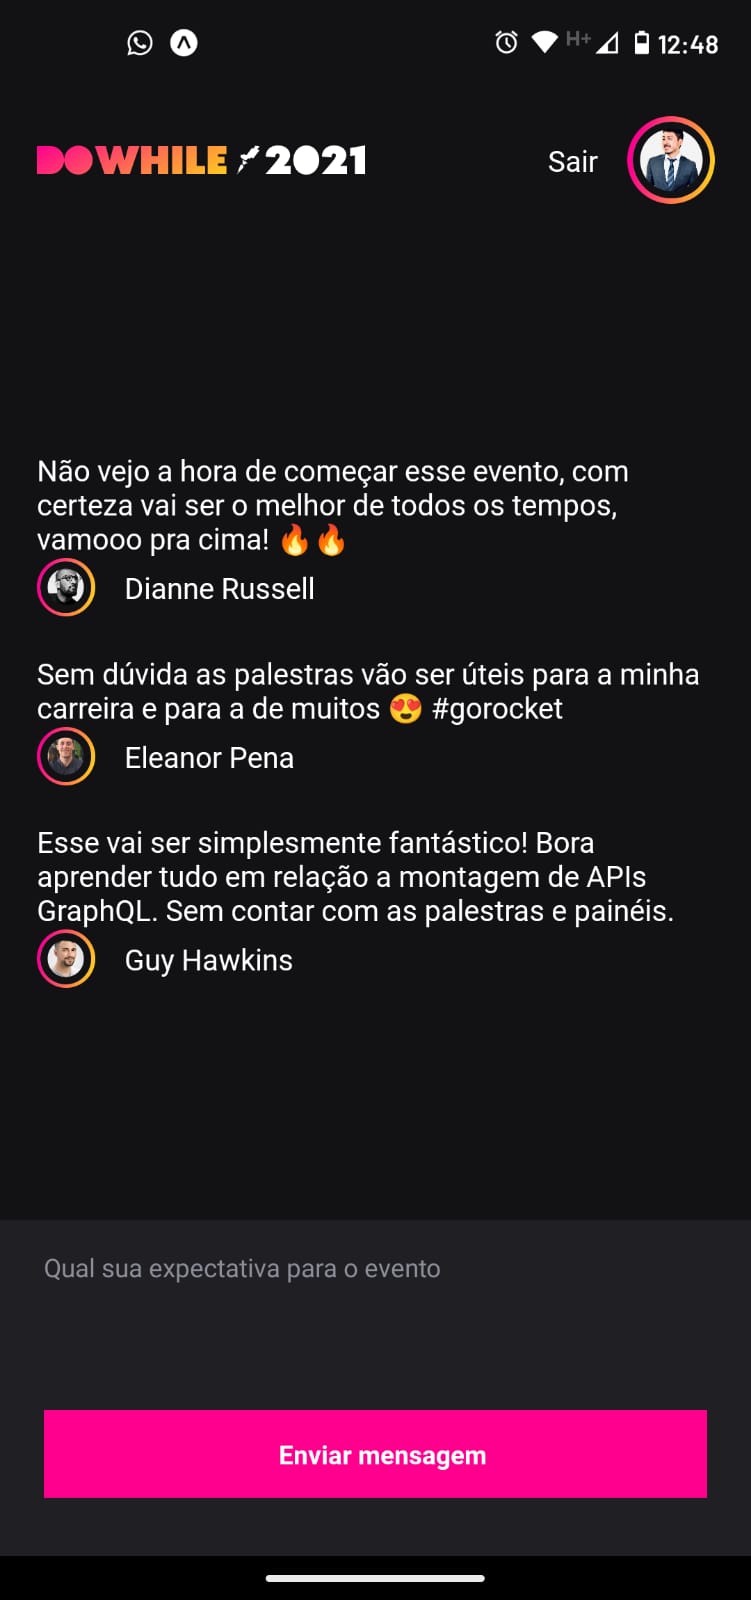 H+ 12:48
DOWHILE 2021
Sair
Não vejo a hora de começar esse evento, com
certeza vai ser o melhor de todos os tempos,
vamooo pra cima! 🔥🔥
Dianne Russell
Sem dúvida as palestras vão ser úteis para a minha
carreira e para a de muitos 😍 #gorocket
Eleanor Pena
Esse vai ser simplesmente fantástico! Bora
aprender tudo em relação a montagem de APIs
GraphQL. Sem contar com as palestras e painéis.
Guy Hawkins
Qual sua expectativa para o evento
Enviar mensagem